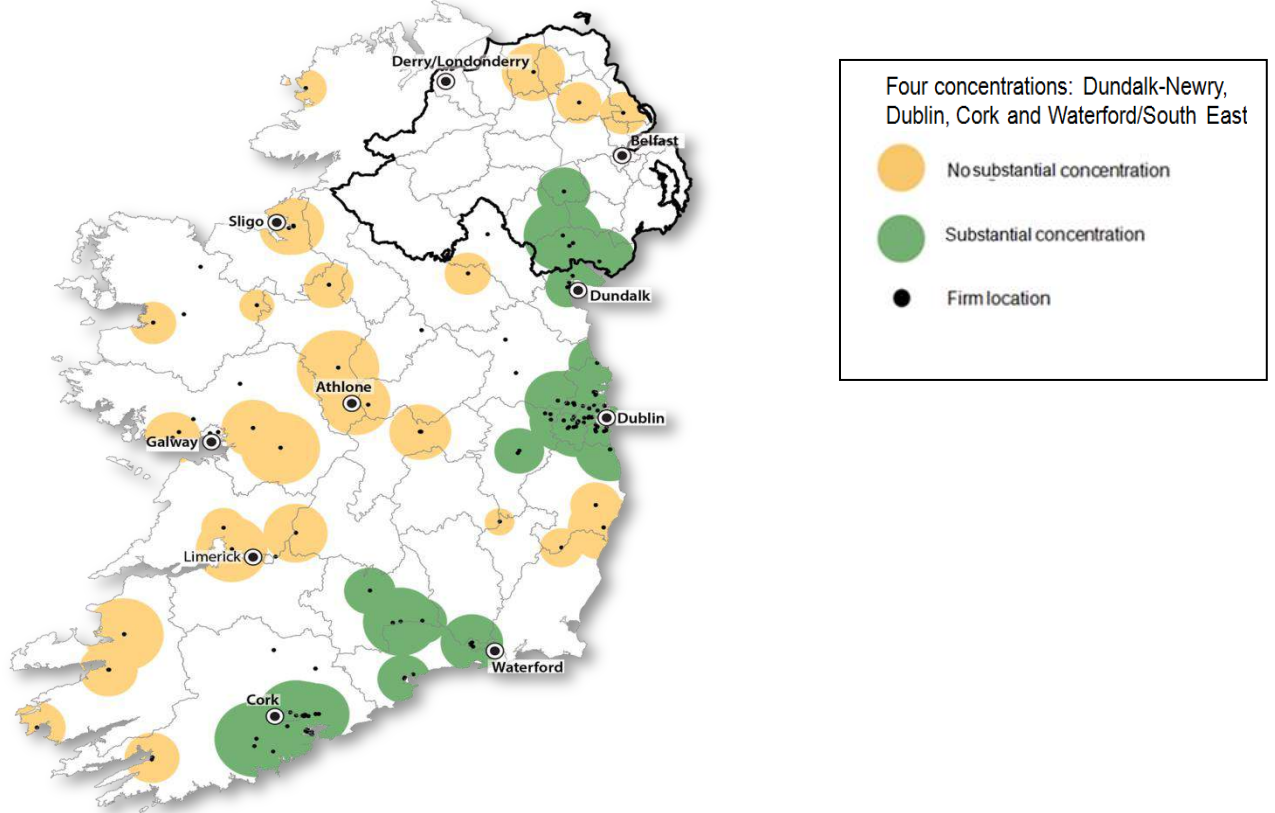 Derry/Londonderry
Belfast
Sligo
Dundalk
Athlone
Dublin
Galway
Limerick
Waterford
Cork
Four concentrations: Dundalk-Newry,
Dublin, Cork and Waterford/South East
No substantial concentration
Substantial concentration
Firm location